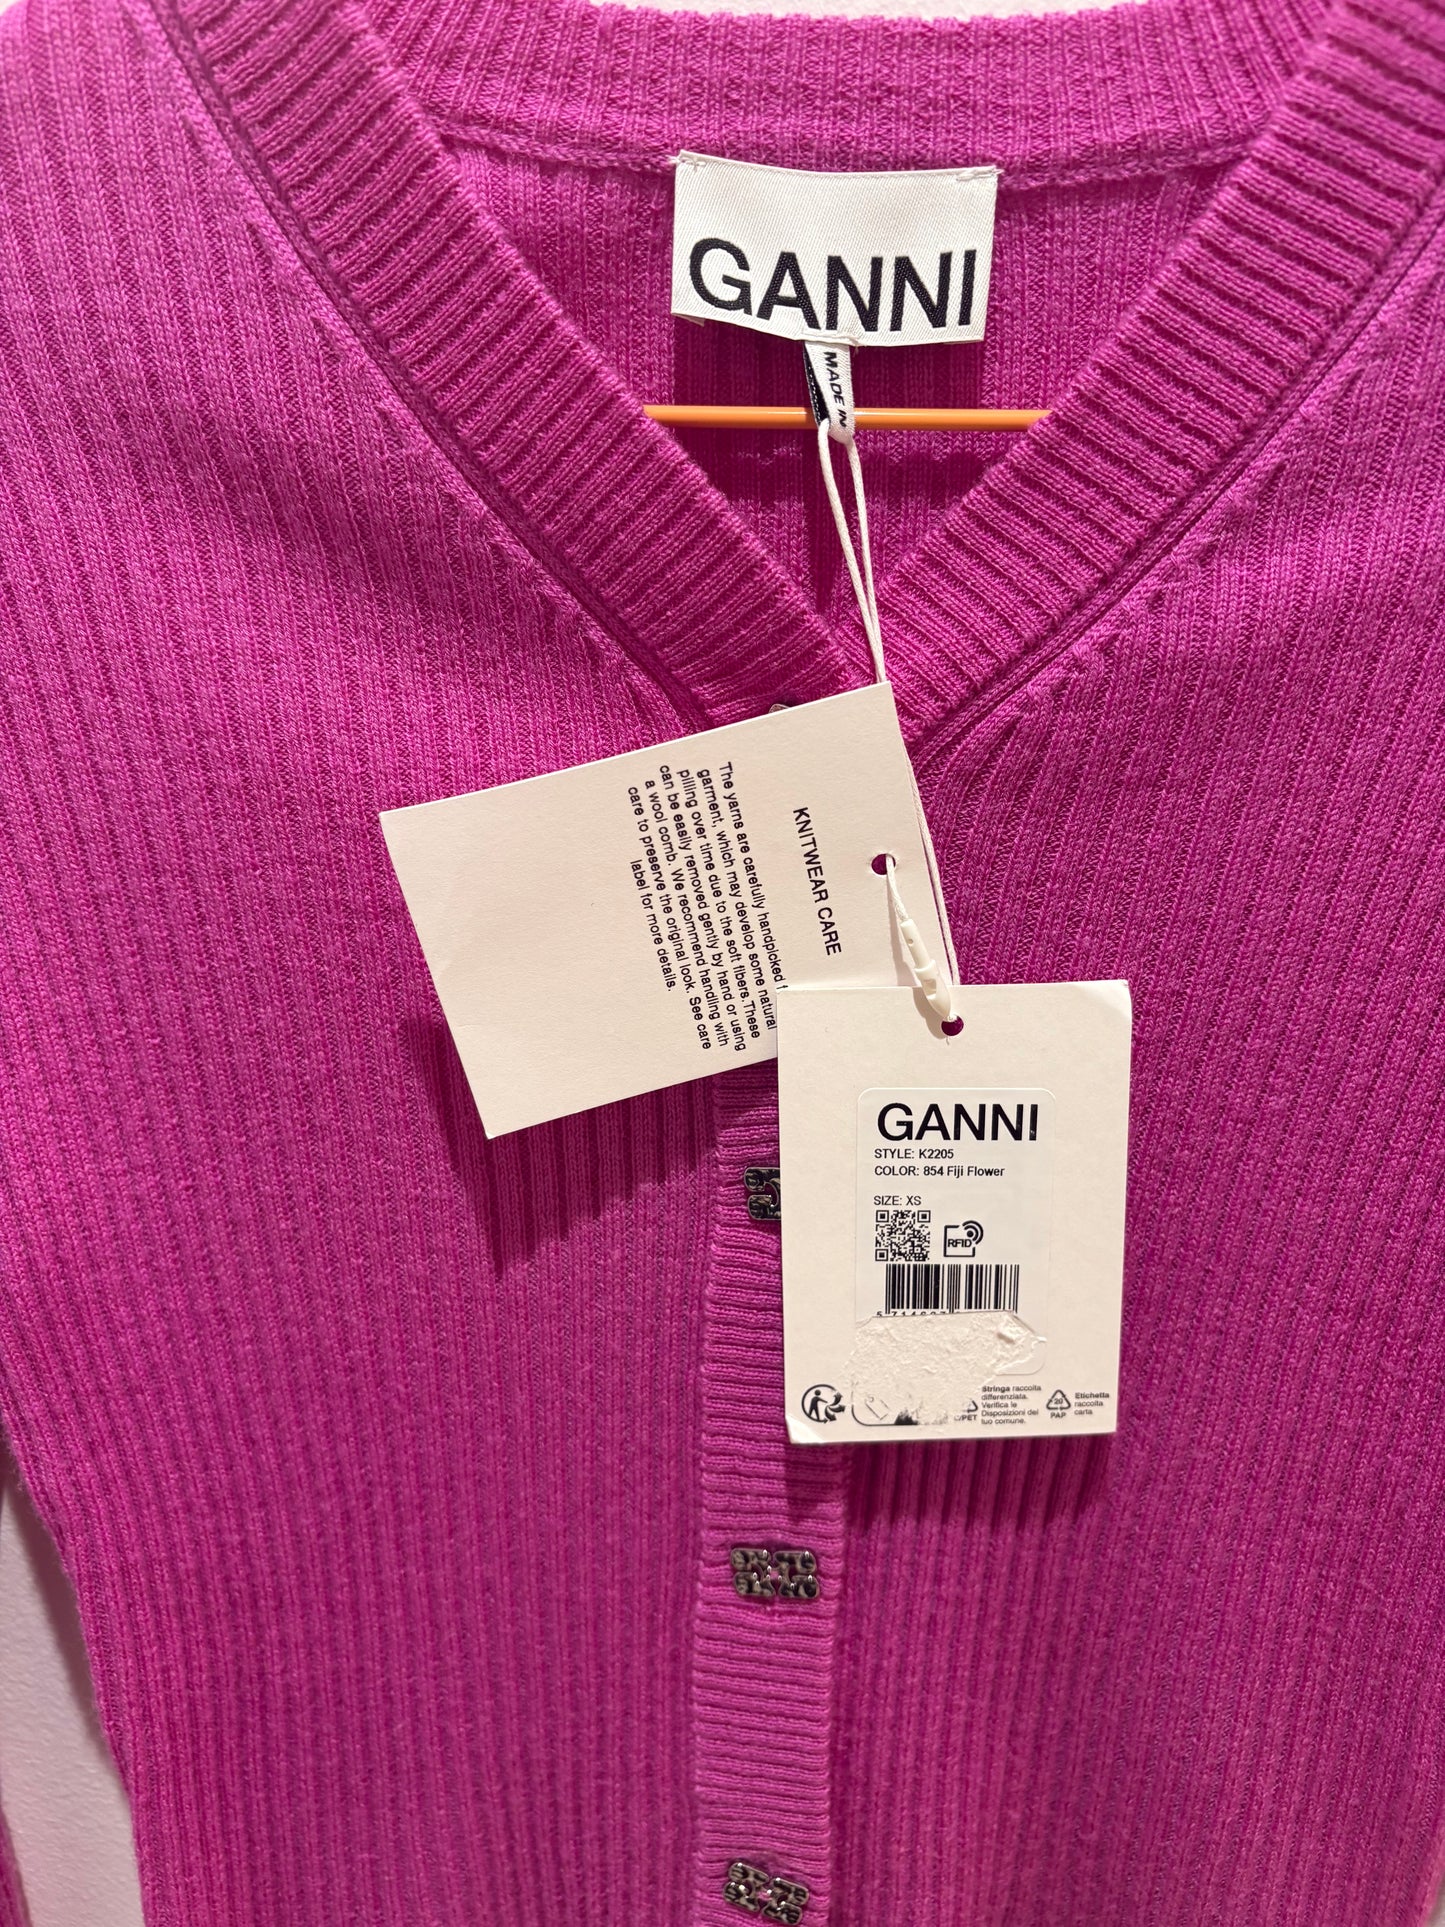 GANNI
MADE IN
KNITWEAR CARE
The yarns are carefully handpicked
garment, which may develop some natural
pilling over time due to the soft fibers. These
can be easily removed gently by hand or using
a wool comb. We recommend handling with
care to preserve the original look. See care
label for more details.
GANNI
STYLE: K2205
COLOR: 854 Fiji Flower
SIZE: XS
RFID
Stringa raccolta
differenziata.
Verifica le
Disposizioni del
tuo comune.
20
PAP
Etichetta
raccolta
carta.